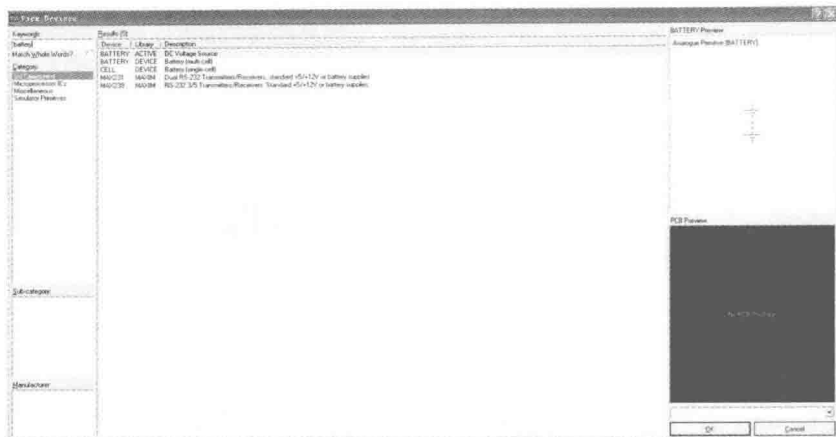 Pick Devices
Keywords:
battery
Match Whole Words?
Category:
Microprocessor ICs
Miscellaneous
Simulator Primitives
Sub-category:
Manufacturer:
Results (5):
Device Library Description
BATTERY ACTIVE DC Voltage Source
BATTERY DEVICE Battery (multi-cell)
CELL DEVICE Battery (single-cell)
MAX231 MAXIM Dual RS-232 Transmitters/Receivers, standard +5/+12V or battery supplies
MAX239 MAXIM RS-232 3/5 Transmitters/Receivers. Standard +5/+12V or battery supplies.
BATTERY Preview
Analogue Primitive [BATTERY]
PCB Preview
No PCB Package
OK
Cancel